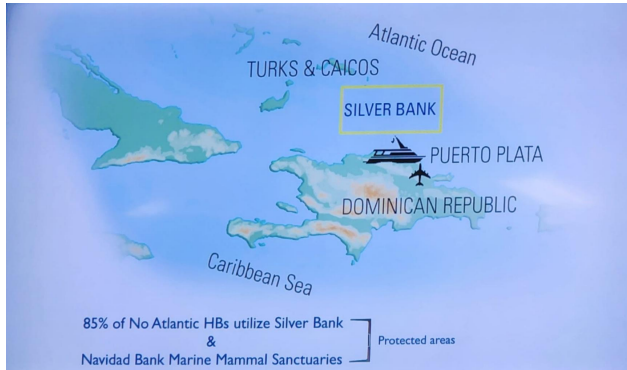 Atlantic Ocean
TURKS & CAICOS
SILVER BANK
PUERTO PLATA
DOMINICAN REPUBLIC
Caribbean Sea
85% of No Atlantic HBs utilize Silver Bank
&
Navidad Bank Marine Mammal Sanctuaries
Protected areas